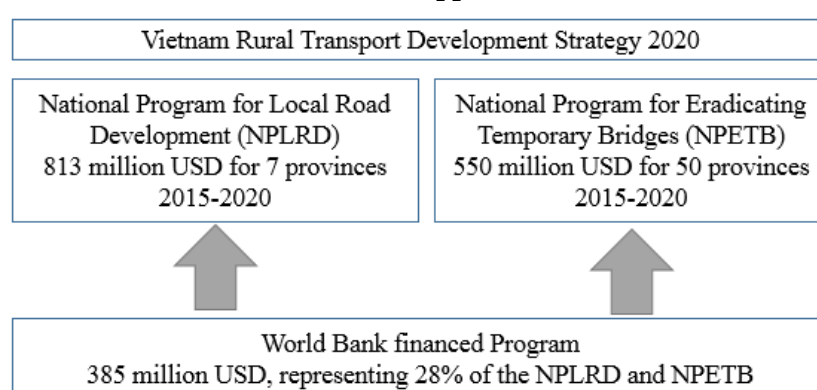 Vietnam Rural Transport Development Strategy 2020
National Program for Local Road
Development (NPLRD)
813 million USD for 7 provinces
2015-2020
National Program for Eradicating
Temporary Bridges (NPETB)
550 million USD for 50 provinces
2015-2020
World Bank financed Program
385 million USD, representing 28% of the NPLRD and NPETB